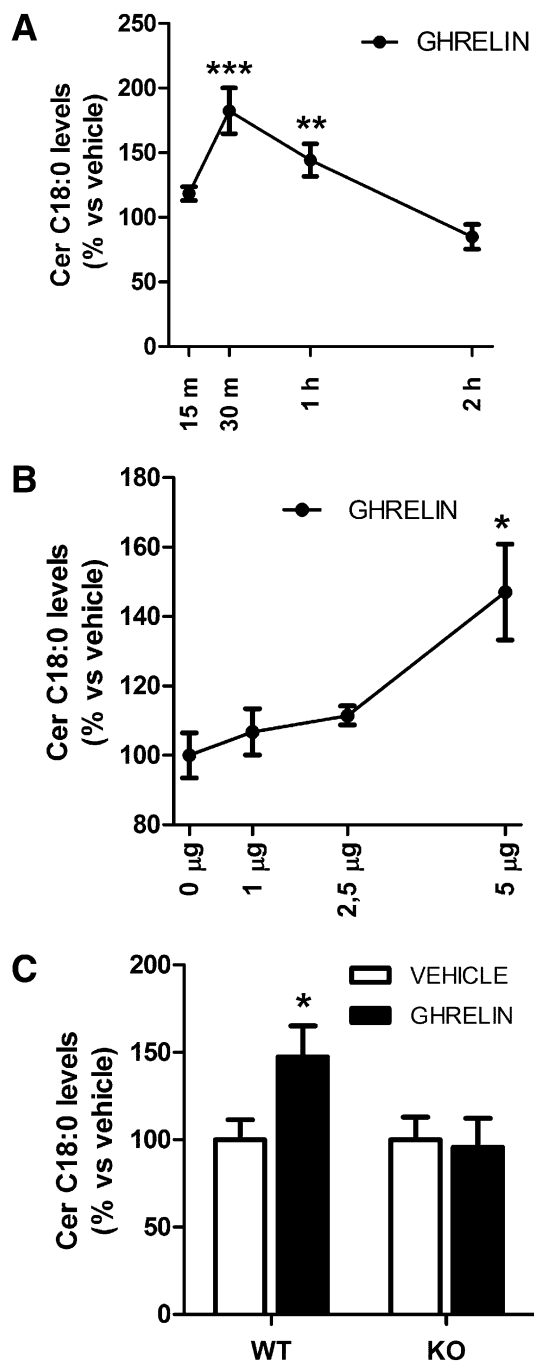 A
Cer C18:0 levels
(% vs vehicle)
250
200
150
100
50
0
GHRELIN
***
**
15 m
30 m
1 h
2 h
B
Cer C18:0 levels
(% vs vehicle)
180
160
140
120
100
80
GHRELIN
*
0 µg
1 µg
2,5 µg
5 µg
C
Cer C18:0 levels
(% vs vehicle)
200
150
100
50
0
VEHICLE
GHRELIN
*
WT
KO